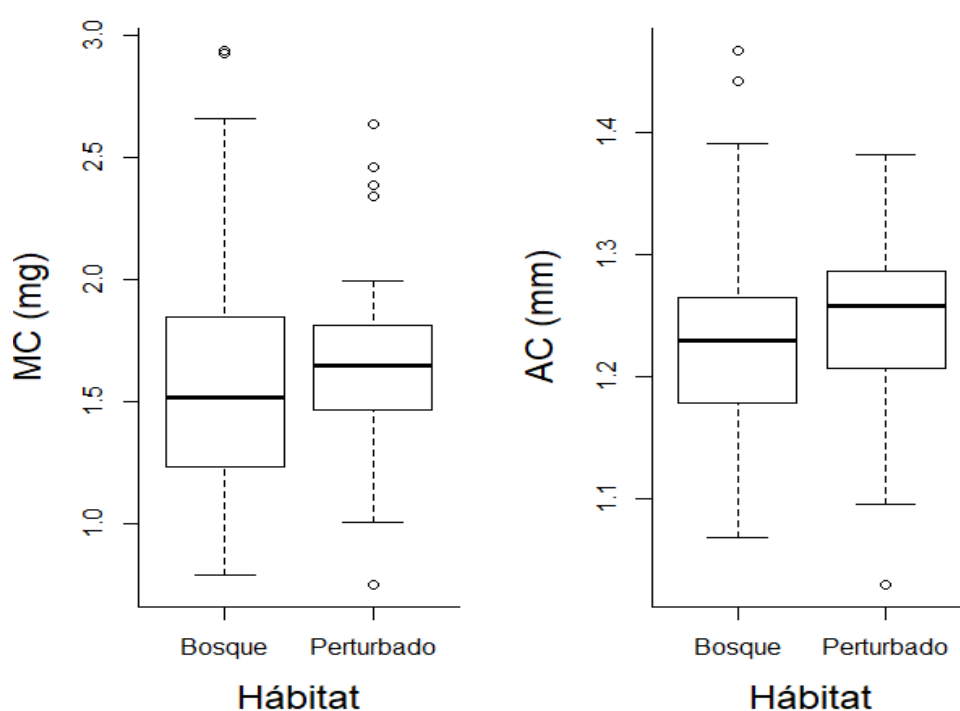 MC (mg)
3.0
2.5
2.0
1.5
1.0
Bosque Perturbado
Hábitat
AC (mm)
1.4
1.3
1.2
1.1
Bosque Perturbado
Hábitat